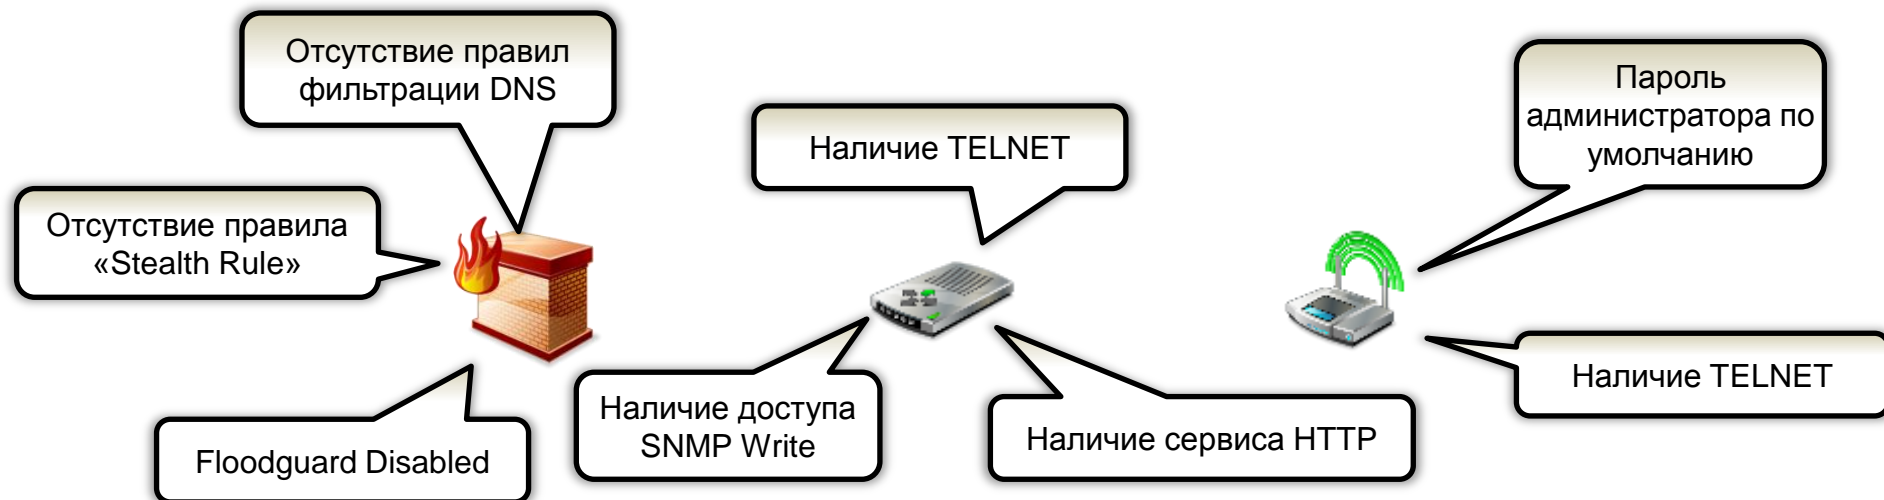 Отсутствие правил
фильтрации DNS
Отсутствие правила
«Stealth Rule»
Floodguard Disabled
Наличие TELNET
Наличие доступа
SNMP Write
Наличие сервиса HTTP
Пароль
администратора по
умолчанию
Наличие TELNET